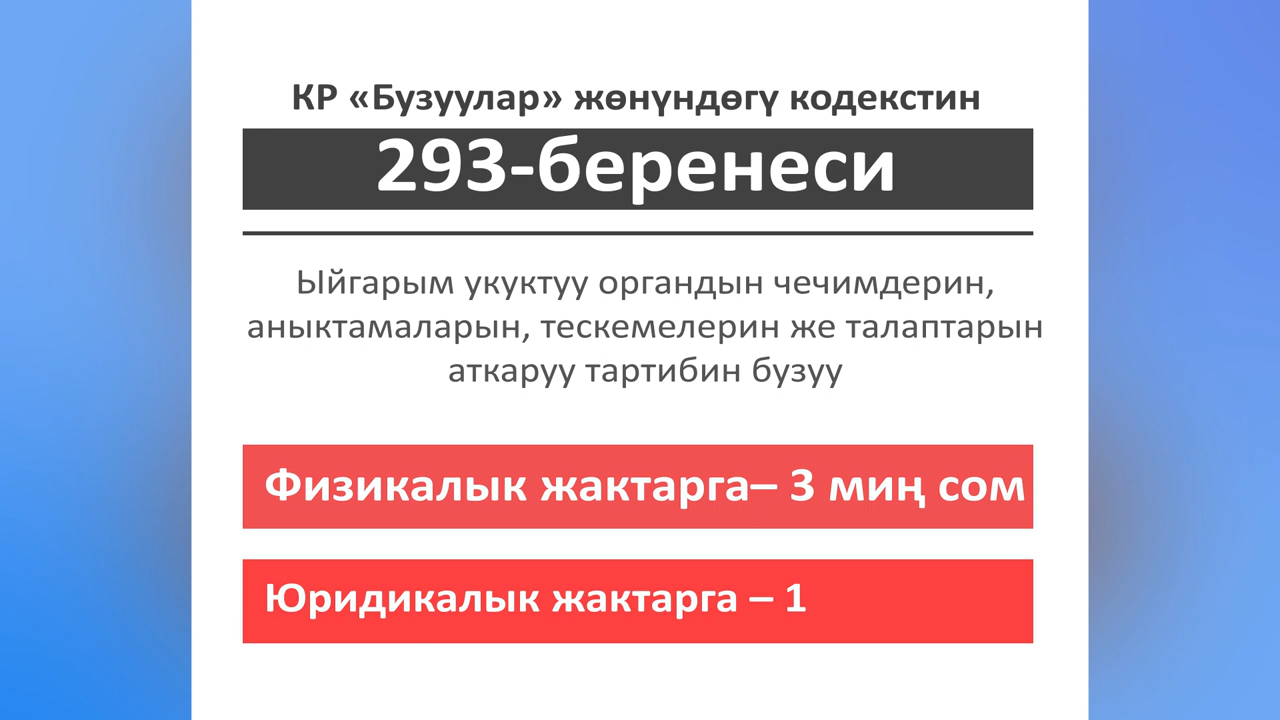 КР «Бузуулар» жөнүндөгү кодекстин
293-беренеси
Ыйгарым укуктуу органдын чечимдерин,
аныктамаларын, тескемелерин же талаптарын
аткаруу тартибин бузуу
Физикалык жактарга– 3 миң сом
Юридикалык жактарга – 1